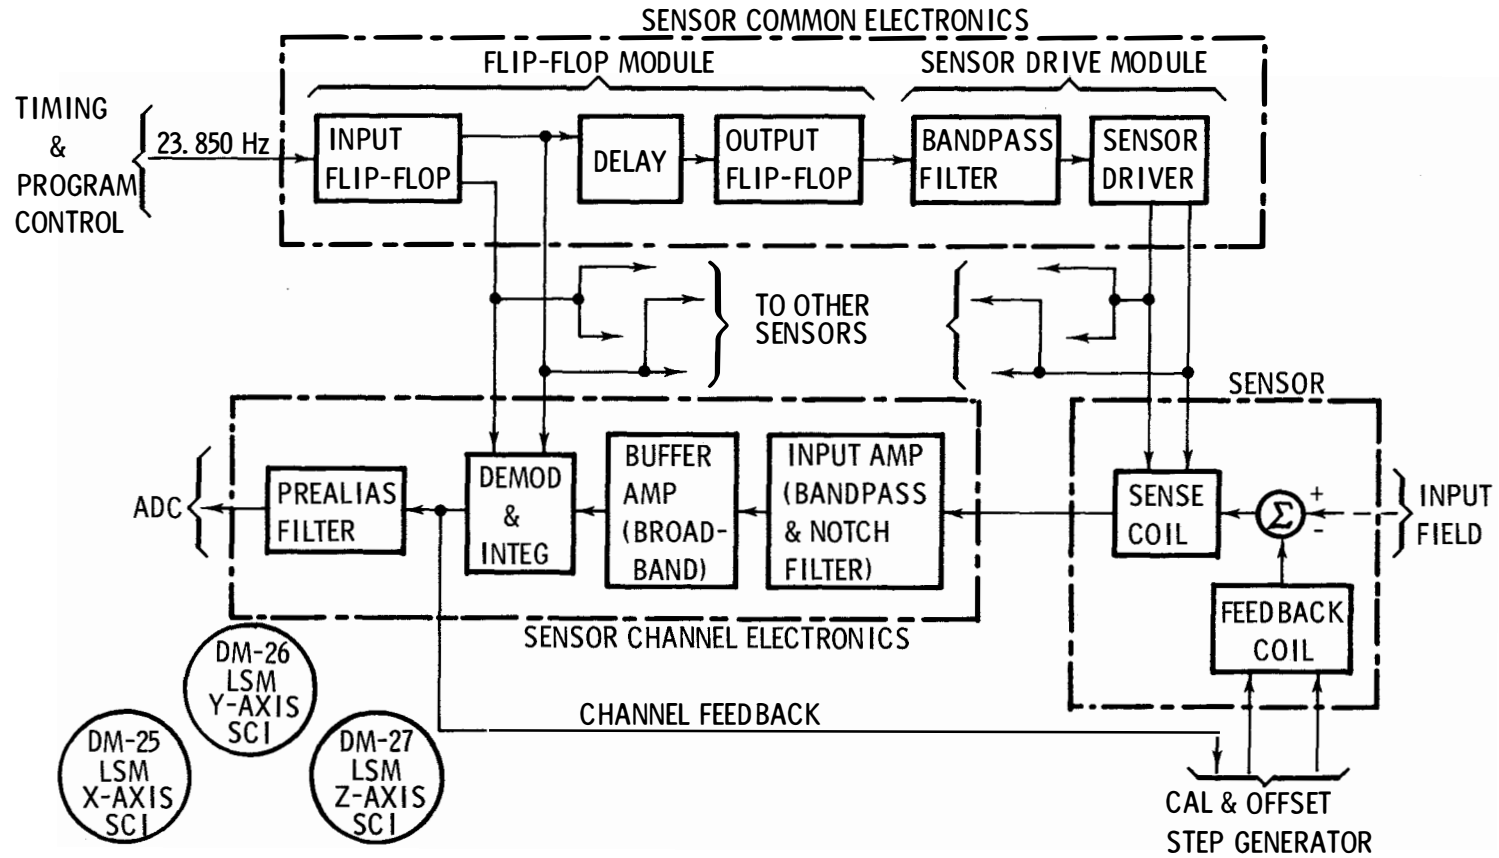 SENSOR COMMON ELECTRONICS
FLIP-FLOP MODULE
SENSOR DRIVE MODULE
TIMING
&
PROGRAM
CONTROL
23.850 Hz
INPUT
FLIP-FLOP
DELAY
OUTPUT
FLIP-FLOP
BANDPASS
FILTER
SENSOR
DRIVER
TO OTHER
SENSORS
SENSOR
ADC
PREALIAS
FILTER
DEMOD
&
INTEG
BUFFER
AMP
(BROAD-
BAND)
INPUT AMP
(BANDPASS
& NOTCH
FILTER)
SENSE
COIL
Σ
+
-
INPUT
FIELD
FEEDBACK
COIL
SENSOR CHANNEL ELECTRONICS
CHANNEL FEEDBACK
DM-26
LSM
Y-AXIS
SCI
DM-25
LSM
X-AXIS
SCI
DM-27
LSM
Z-AXIS
SCI
CAL & OFFSET
STEP GENERATOR